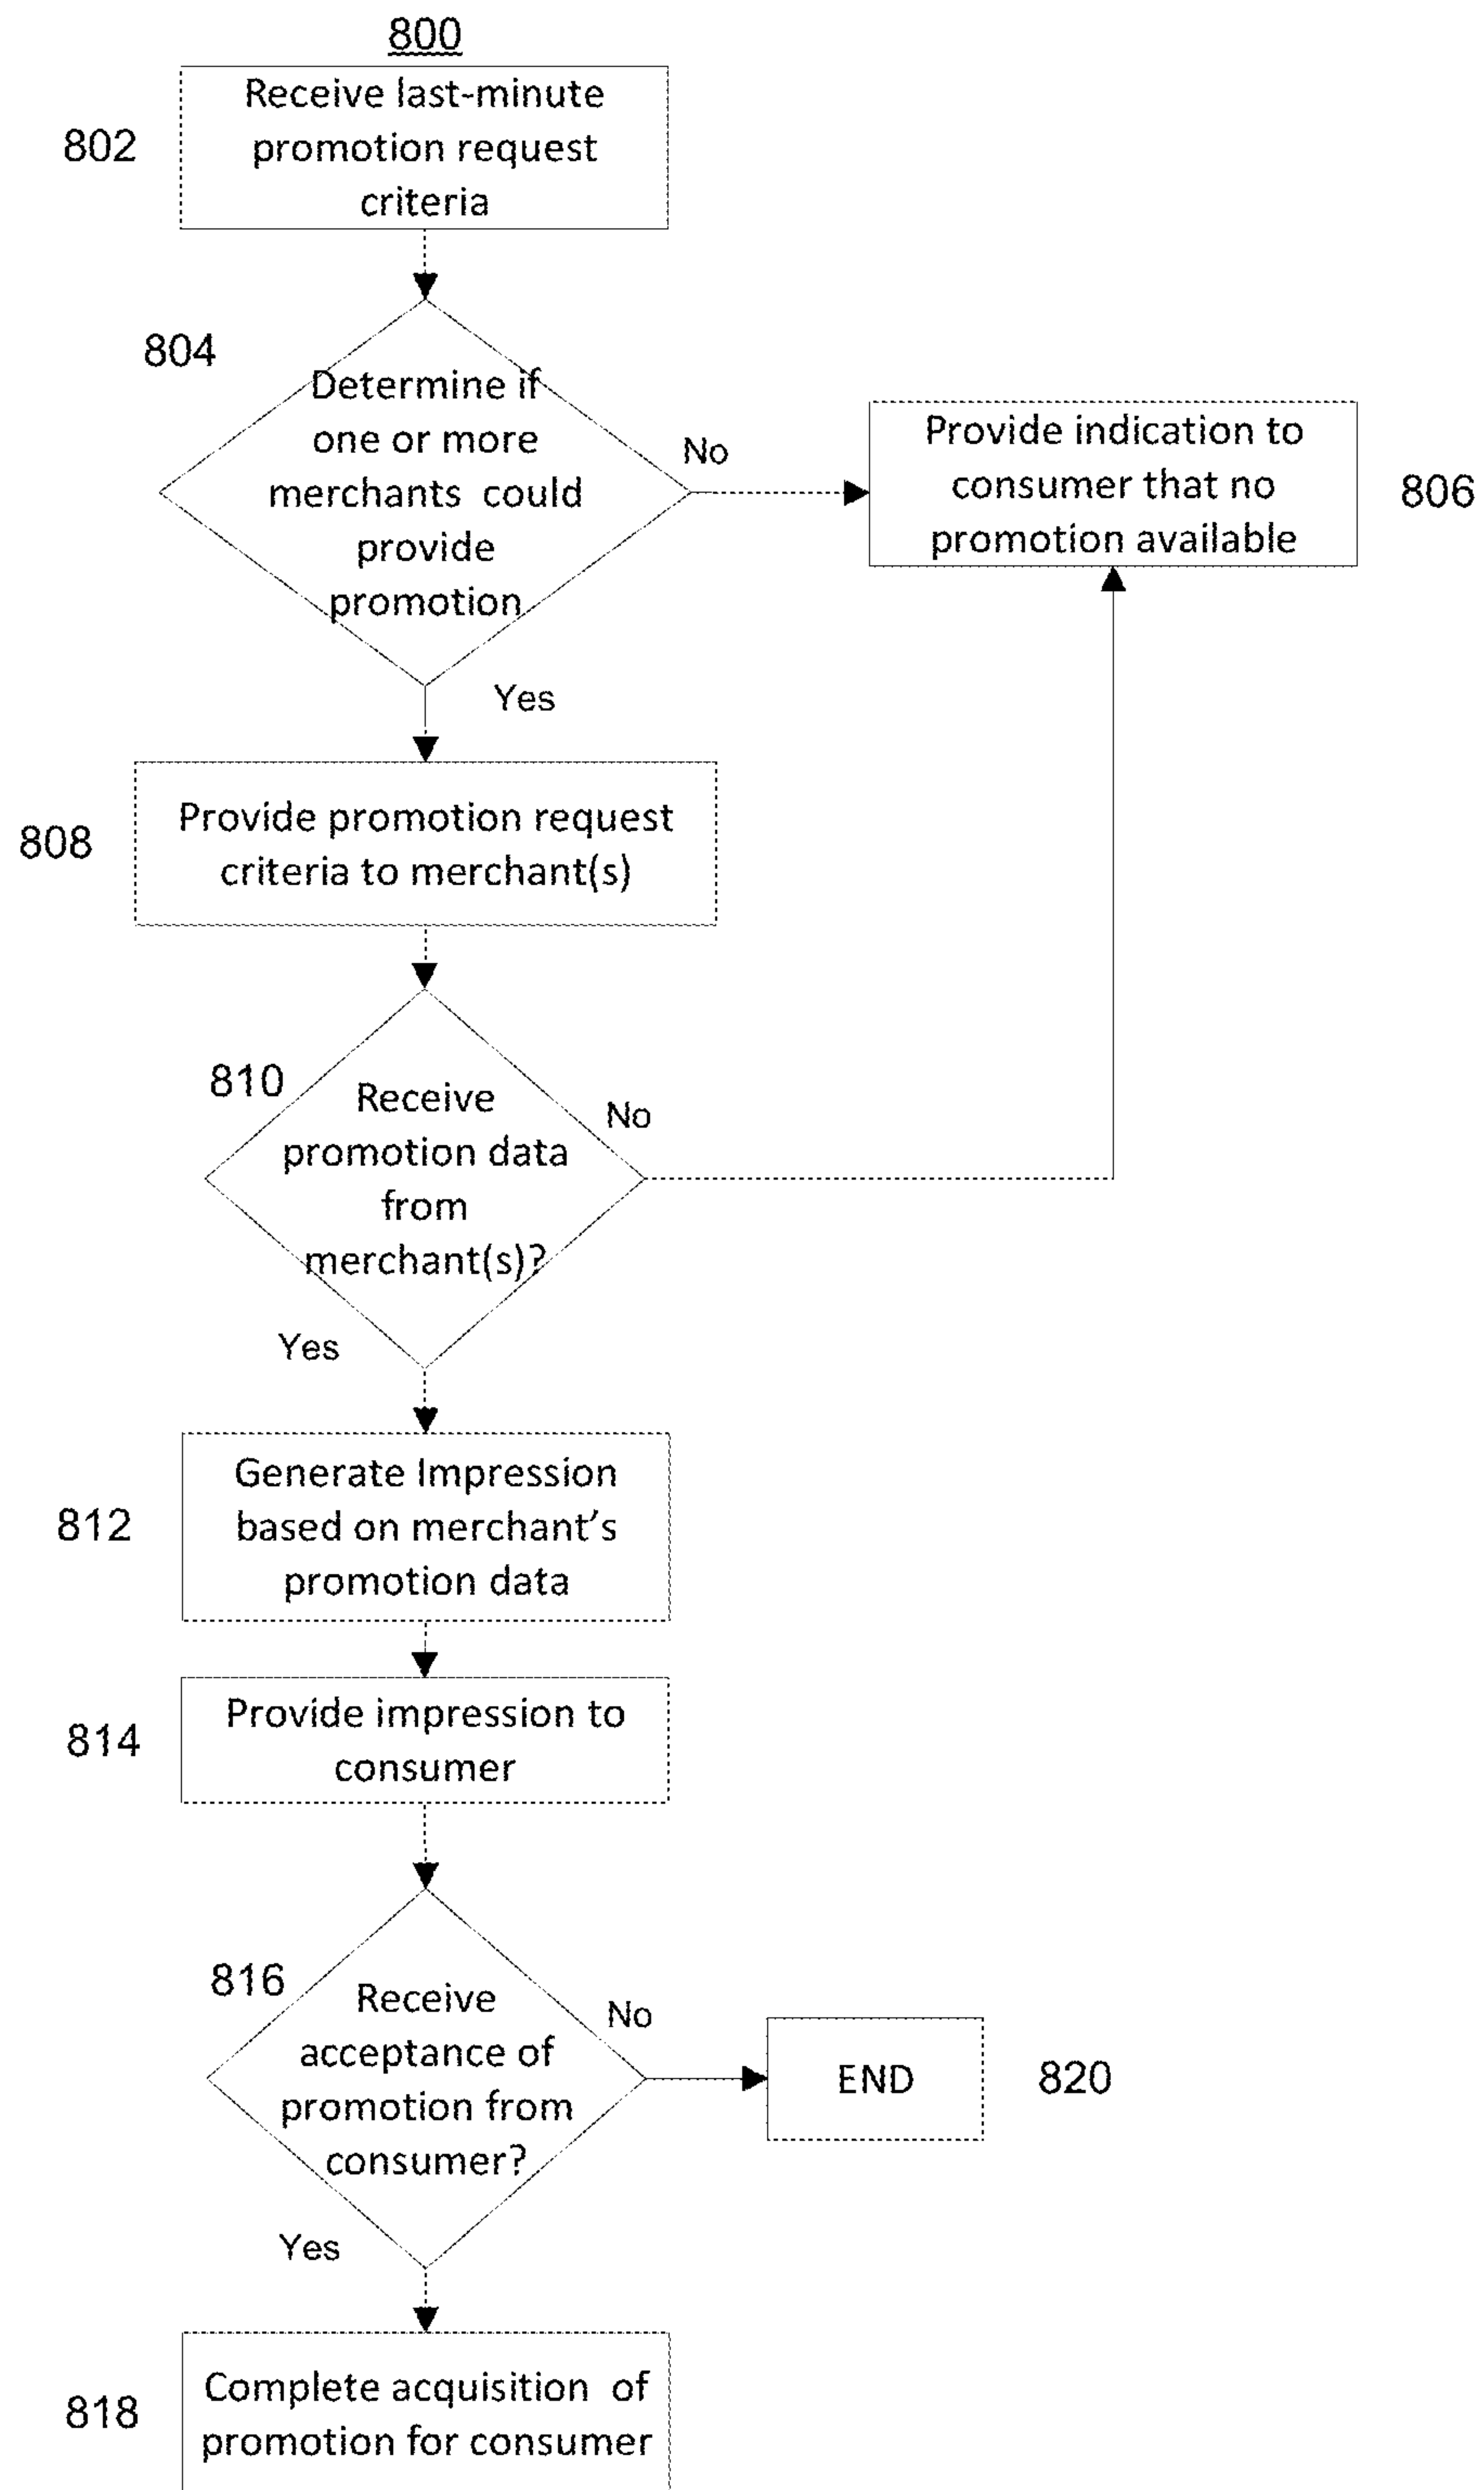 800
Receive last-minute
promotion request
criteria
802
804
Determine if
one or more
merchants could
provide
promotion
No
Provide indication to
consumer that no
promotion available
806
Yes
808
Provide promotion request
criteria to merchant(s)
810
Receive
promotion data
from
merchant(s)?
No
Yes
812
Generate Impression
based on merchant's
promotion data
814
Provide impression to
consumer
816
Receive
acceptance of
promotion from
consumer?
No
END
820
Yes
818
Complete acquisition of
promotion for consumer